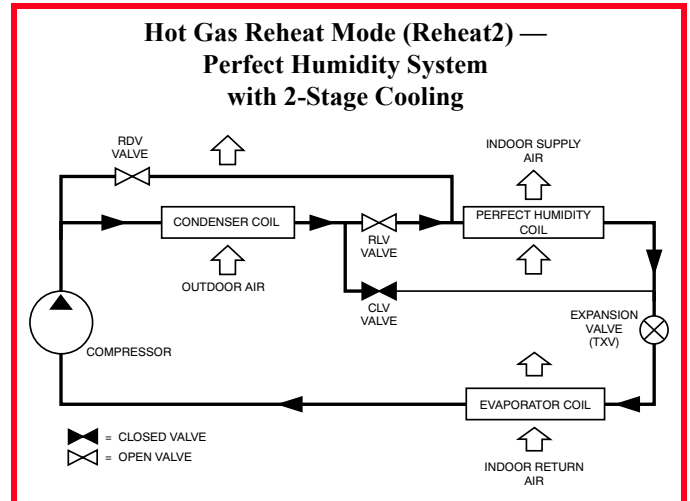 Hot Gas Reheat Mode (Reheat2) —
Perfect Humidity System
with 2-Stage Cooling
RDV
VALVE
INDOOR SUPPLY
AIR
CONDENSER COIL
PERFECT HUMIDITY
COIL
RLV
VALVE
OUTDOOR AIR
CLV
VALVE
EXPANSION
VALVE
(TXV)
COMPRESSOR
EVAPORATOR COIL
= CLOSED VALVE
= OPEN VALVE
INDOOR RETURN
AIR